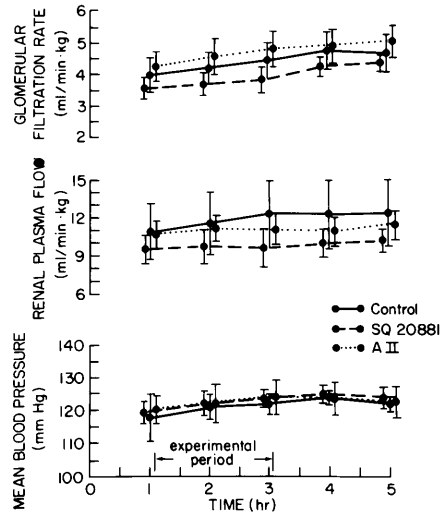 GLOMERULAR
FILTRATION RATE
(ml/min·kg)
6
5
4
3
2
RENAL PLASMA FLOW
(ml/min·kg)
15
12
9
6
Control
SQ 20881
A II
MEAN BLOOD PRESSURE
(mm Hg)
140
130
120
110
100
experimental
period
0
1
2
3
4
5
TIME (hr)